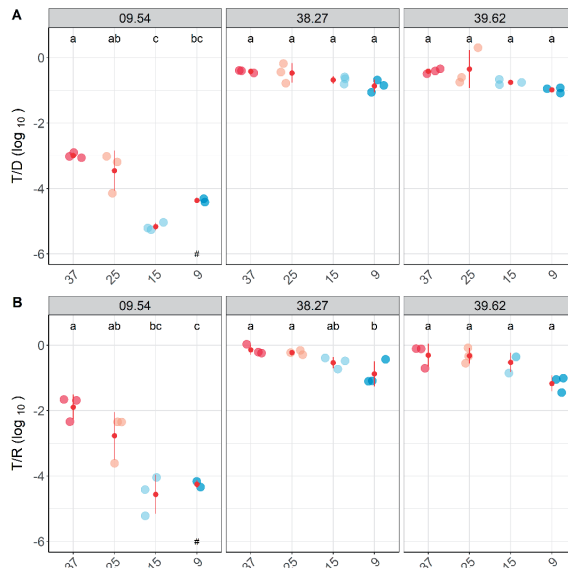 A
09.54 38.27 39.62
a ab c bc a a a a a a a a
T/D (log 10)
0
-2
-4
-6
#
37 25 15 9 37 25 15 9 37 25 15 9
B
09.54 38.27 39.62
a ab bc c a a ab b a a a a
T/R (log 10)
0
-2
-4
-6
#
37 25 15 9 37 25 15 9 37 25 15 9